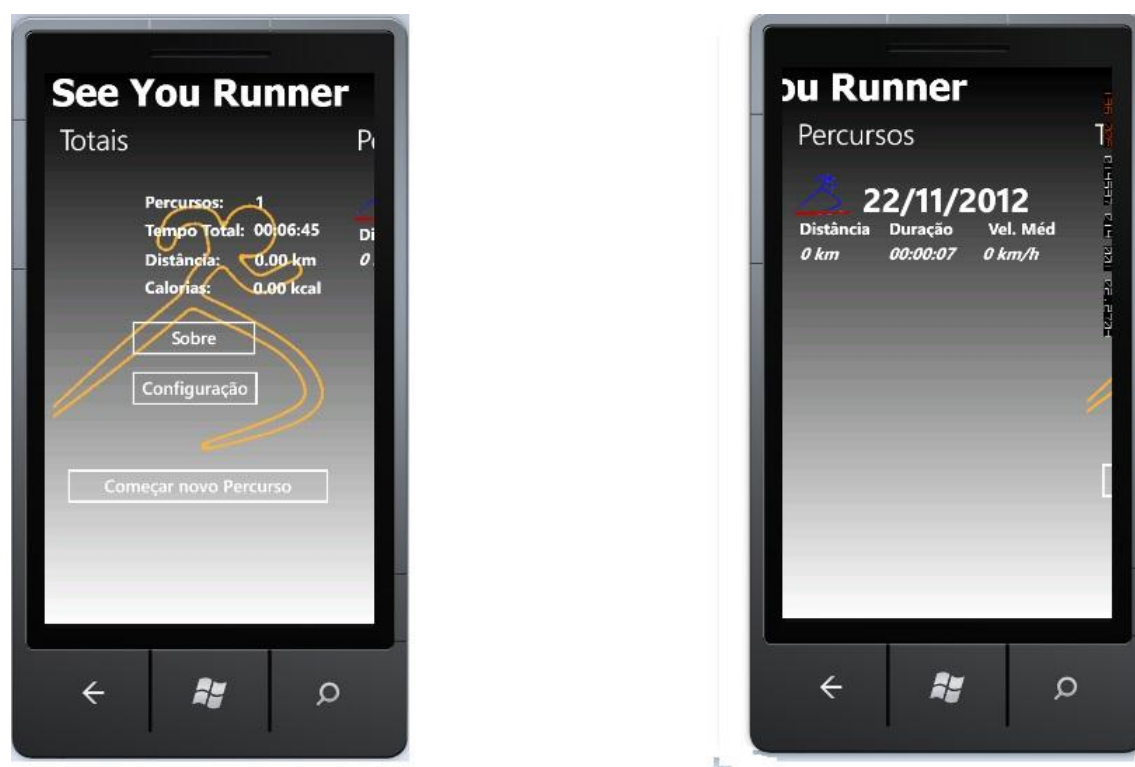 See You Runner
Totais
Percursos: 1
Tempo Total: 00:06:45
Distância: 0.00 km
Calorias: 0.00 kcal
Sobre
Configuração
Começar novo Percurso
ou Runner
Percursos
22/11/2012
Distância Duração Vel. Méd
0 km 00:00:07 0 km/h